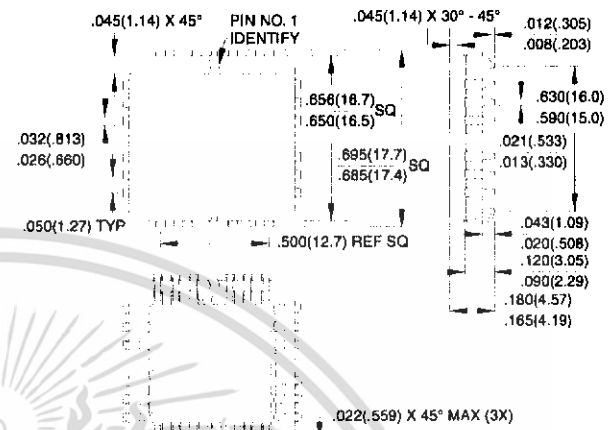 .045(1.14) X 45°
PIN NO. 1
IDENTIFY
.045(1.14) X 30° - 45°
.012(.305)
.008(.203)
.656(16.7)
.650(16.5)
SQ
.630(16.0)
.590(15.0)
.032(.813)
.026(.660)
.695(17.7)
.685(17.4)
SQ
.021(.533)
.013(.330)
.050(1.27) TYP
.500(12.7) REF SQ
.043(1.09)
.020(.508)
.120(3.05)
.090(2.29)
.180(4.57)
.165(4.19)
.022(.559) X 45° MAX (3X)